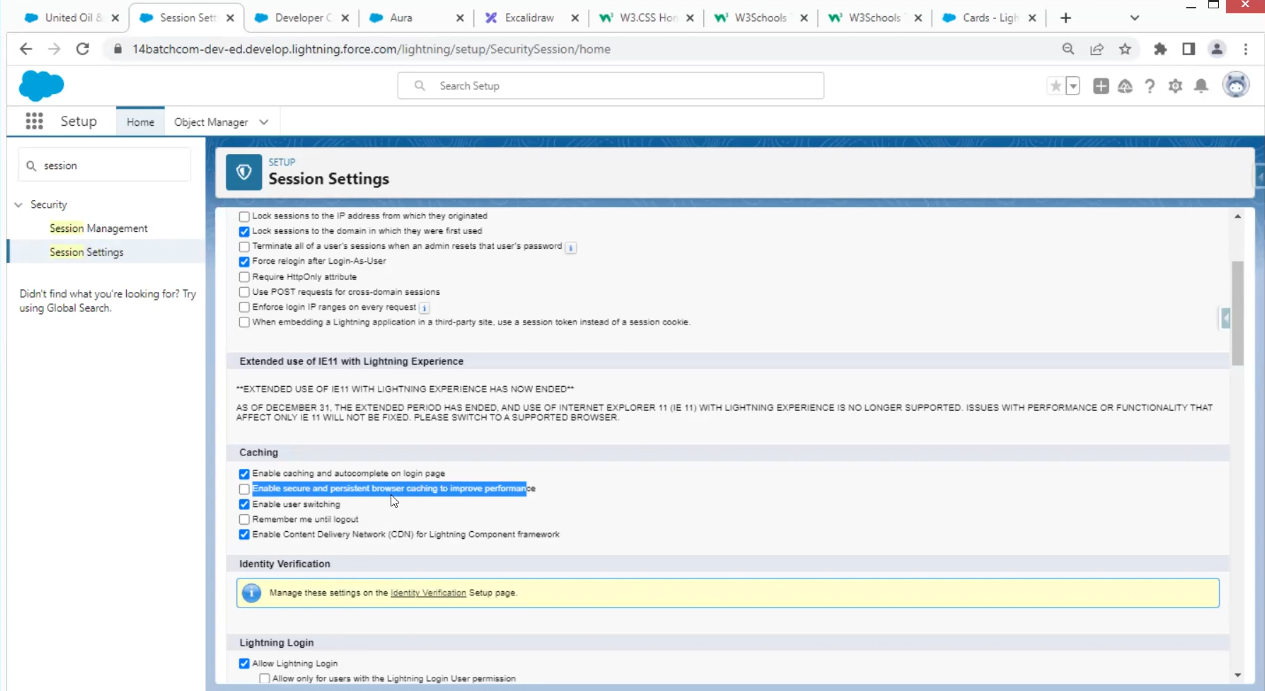 United Oil &
Session Sett
Developer C
Aura
Excalidraw
W3.CSS Hom
W3Schools
W3Schools
Cards - Ligh
14batchcom-dev-ed.develop.lightning.force.com/lightning/setup/SecuritySession/home
Search Setup
Setup
Home
Object Manager
session
Security
Session Management
Session Settings
Didn't find what you're looking for? Try
using Global Search.
SETUP
Session Settings
Lock sessions to the IP address from which they originated
Lock sessions to the domain in which they were first used
Terminate all of a user's sessions when an admin resets that user's password
Force relogin after Login-As-User
Require HttpOnly attribute
Use POST requests for cross-domain sessions
Enforce login IP ranges on every request
When embedding a Lightning application in a third-party site, use a session token instead of a session cookie.
Extended use of IE11 with Lightning Experience
**EXTENDED USE OF IE11 WITH LIGHTNING EXPERIENCE HAS NOW ENDED**
AS OF DECEMBER 31, THE EXTENDED PERIOD HAS ENDED, AND USE OF INTERNET EXPLORER 11 (IE 11) WITH LIGHTNING EXPERIENCE IS NO LONGER SUPPORTED. ISSUES WITH PERFORMANCE OR FUNCTIONALITY THAT
AFFECT ONLY IE 11 WILL NOT BE FIXED. PLEASE SWITCH TO A SUPPORTED BROWSER.
Caching
Enable caching and autocomplete on login page
Enable secure and persistent browser caching to improve performance
Enable user switching
Remember me until logout
Enable Content Delivery Network (CDN) for Lightning Component framework
Identity Verification
Manage these settings on the Identity Verification Setup page.
Lightning Login
Allow Lightning Login
Allow only for users with the Lightning Login User permission